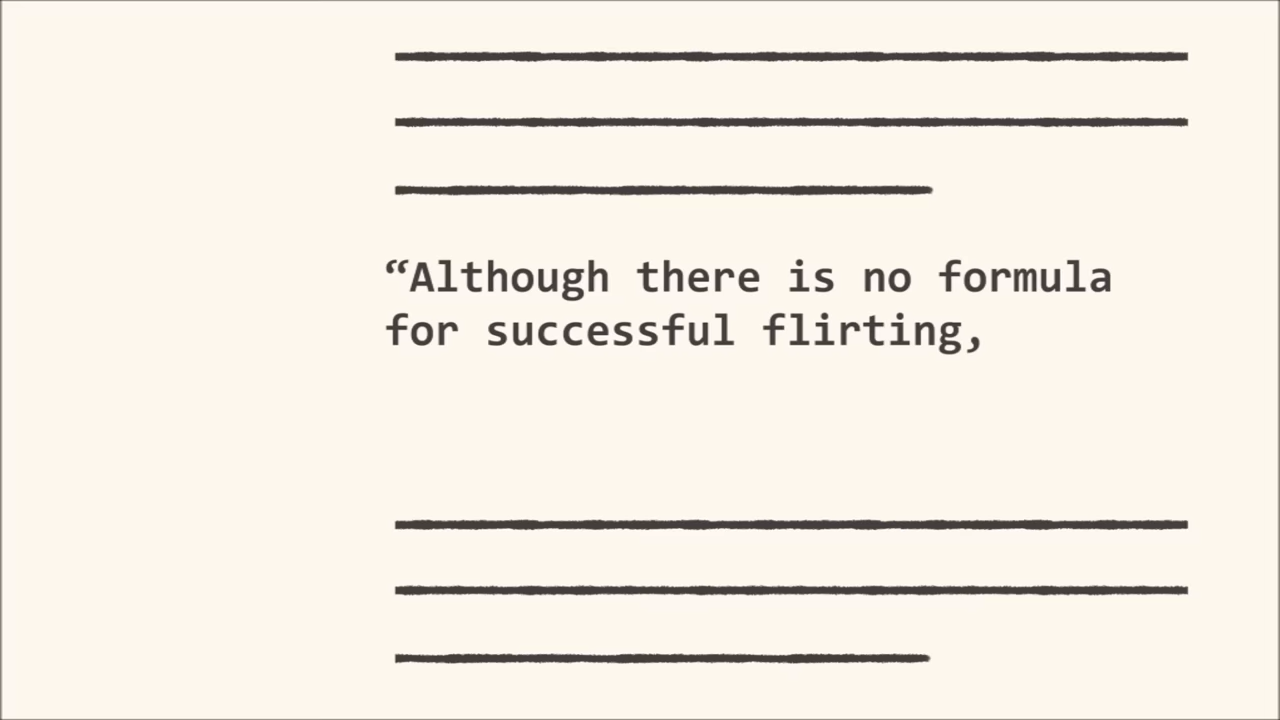 “Although there is no formula
for successful flirting,